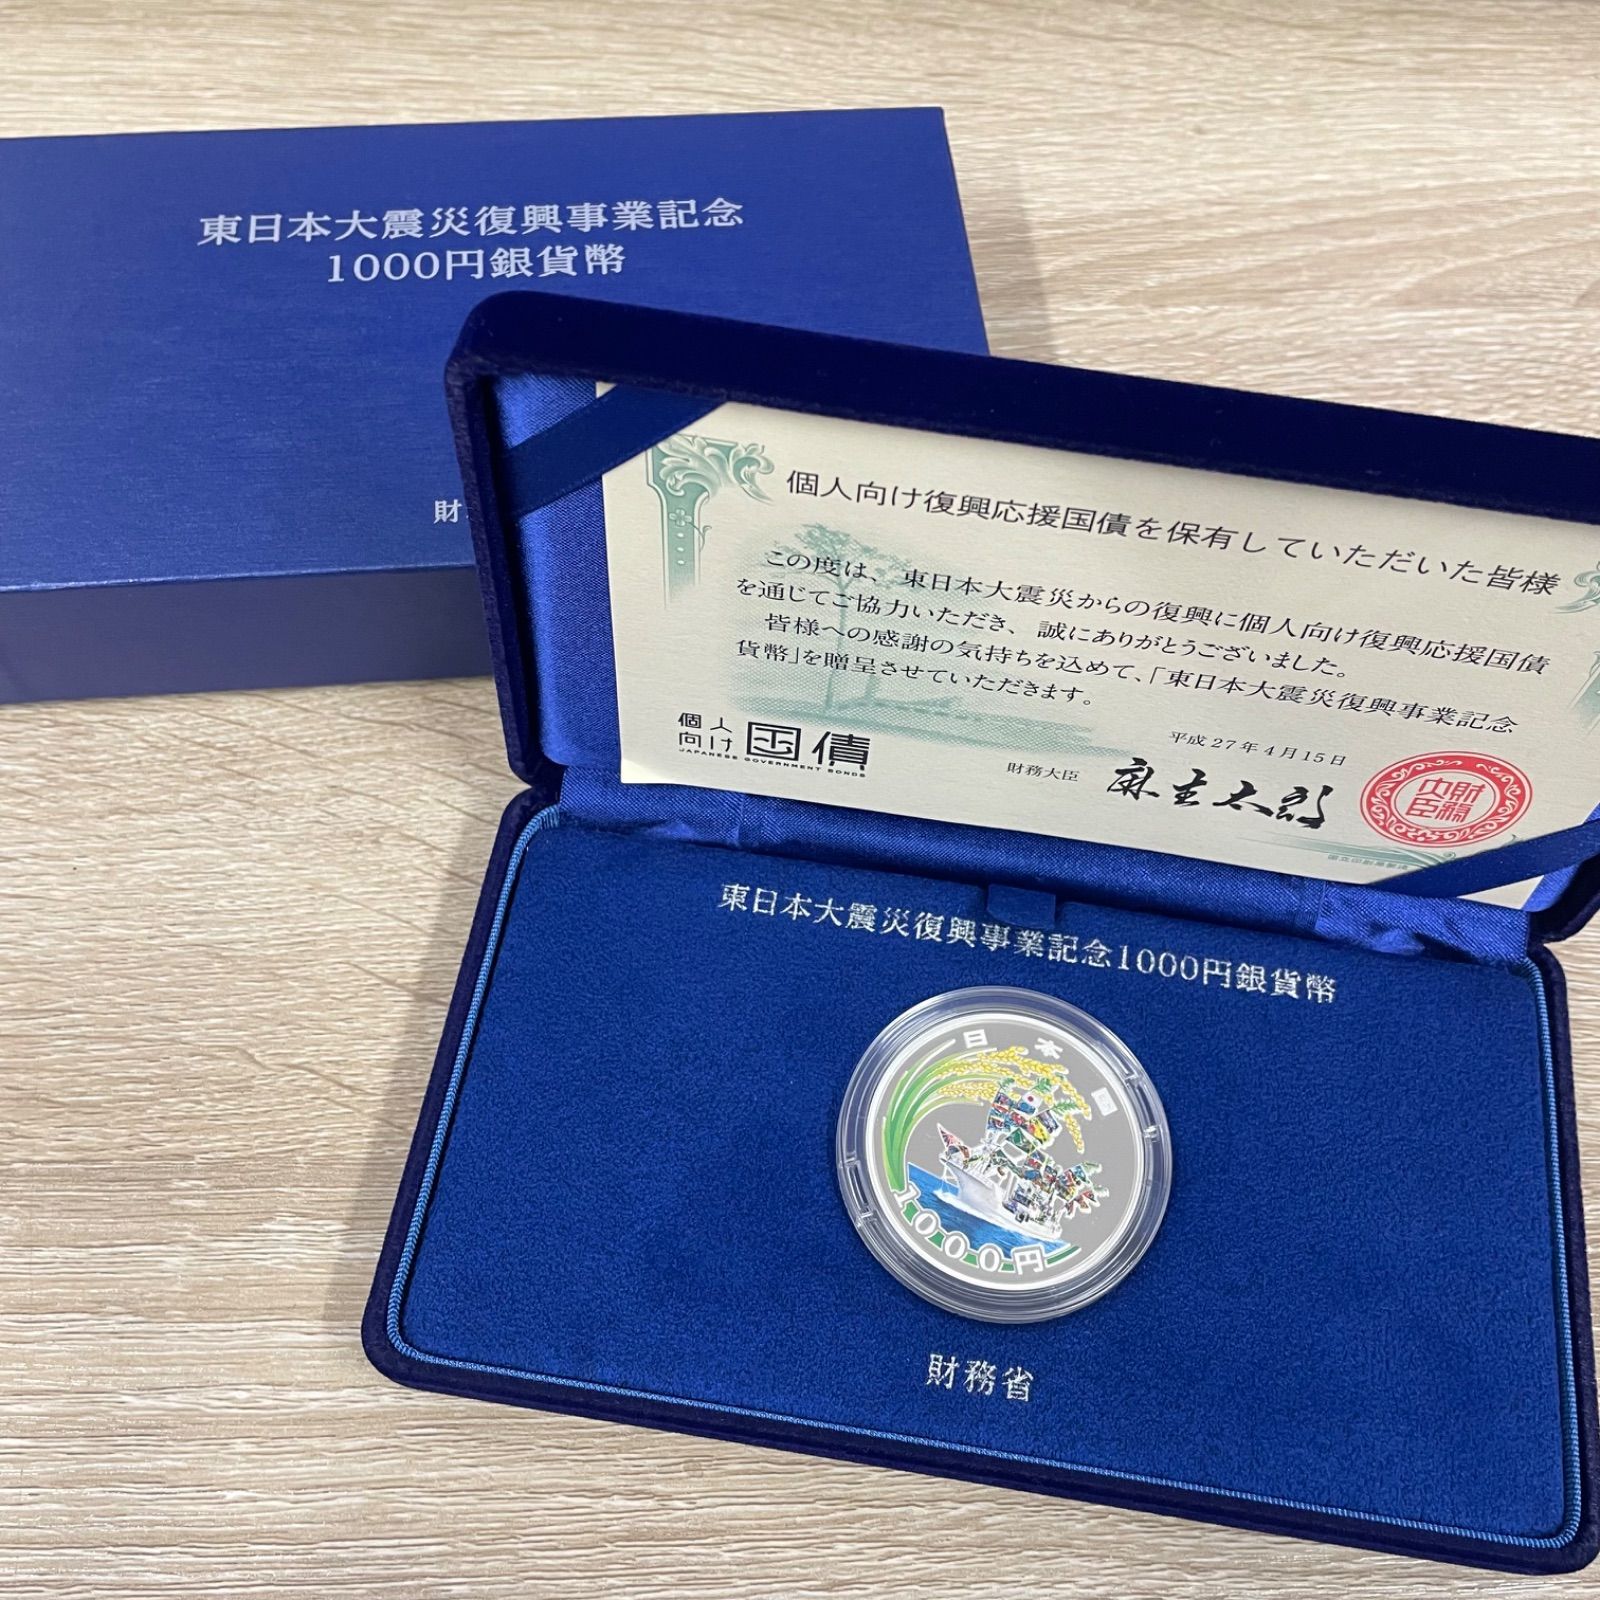 東日本大震災復興事業記念
1000円銀貨幣
財
個人向け復興応援国債を保有していただいた皆様
この度は、東日本大震災からの復興に個人向け復興応援国債
を通じてご協力いただき、誠にありがとうございました。
皆様への感謝の気持ちを込めて、「東日本大震災復興事業記念
貨幣」を贈呈させていただきます。
個人
向け 国債
JAPANESE GOVERNMENT BONDS
平成27年4月15日
財務大臣 麻生太郎
財務
大臣
東日本大震災復興事業記念1000円銀貨幣
日本国
1000円
財務省